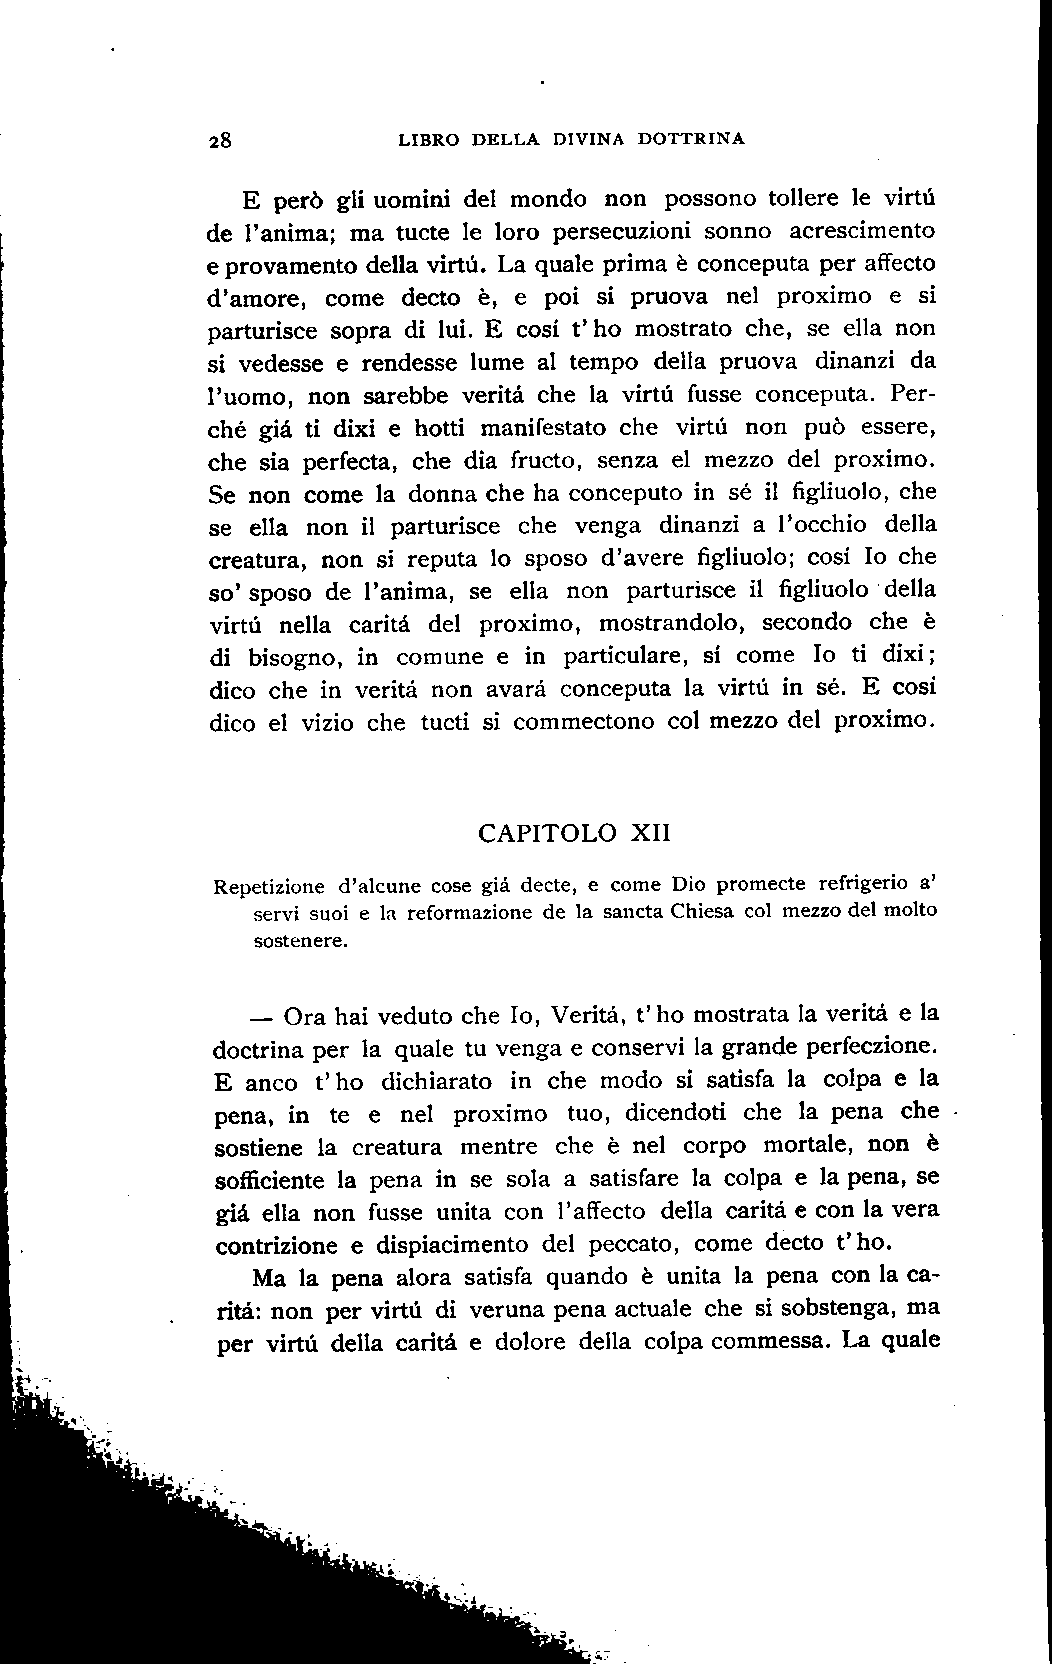 28 LIBRO DELLA DIVINA DOTTRINA
E però gli uomini del mondo non possono tollere le virtú
de l'anima; ma tucte le loro persecuzioni sonno acrescimento
e provamento della virtú. La quale prima è conceputa per affecto
d'amore, come decto è, e poi si pruova nel proximo e si
parturisce sopra di lui. E cosí t'ho mostrato che, se ella non
si vedesse e rendesse lume al tempo della pruova dinanzi da
l'uomo, non sarebbe veritá che la virtú fusse conceputa. Per-
ché giá ti dixi e hotti manifestato che virtú non può essere,
che sia perfecta, che dia fructo, senza el mezzo del proximo.
Se non come la donna che ha conceputo in sé il figliuolo, che
se ella non il parturisce che venga dinanzi a l'occhio della
creatura, non si reputa lo sposo d'avere figliuolo; cosí Io che
so' sposo de l'anima, se ella non parturisce il figliuolo della
virtú nella caritá del proximo, mostrandolo, secondo che è
di bisogno, in comune e in particulare, sí come Io ti dixi;
dico che in veritá non avará conceputa la virtú in sé. E cosi
dico el vizio che tucti si commectono col mezzo del proximo.
CAPITOLO XII
Repetizione d'alcune cose giá decte, e come Dio promecte refrigerio a'
servi suoi e la reformazione de la sancta Chiesa col mezzo del molto
sostenere.
— Ora hai veduto che Io, Veritá, t'ho mostrata la veritá e la
doctrina per la quale tu venga e conservi la grande perfeczione.
E anco t'ho dichiarato in che modo si satisfa la colpa e la
pena, in te e nel proximo tuo, dicendoti che la pena che
sostiene la creatura mentre che è nel corpo mortale, non è
sofficiente la pena in se sola a satisfare la colpa e la pena, se
giá ella non fusse unita con l'affecto della caritá e con la vera
contrizione e dispiacimento del peccato, come decto t'ho.
Ma la pena alora satisfa quando è unita la pena con la ca-
ritá: non per virtú di veruna pena actuale che si sobstenga, ma
per virtú della caritá e dolore della colpa commessa. La quale